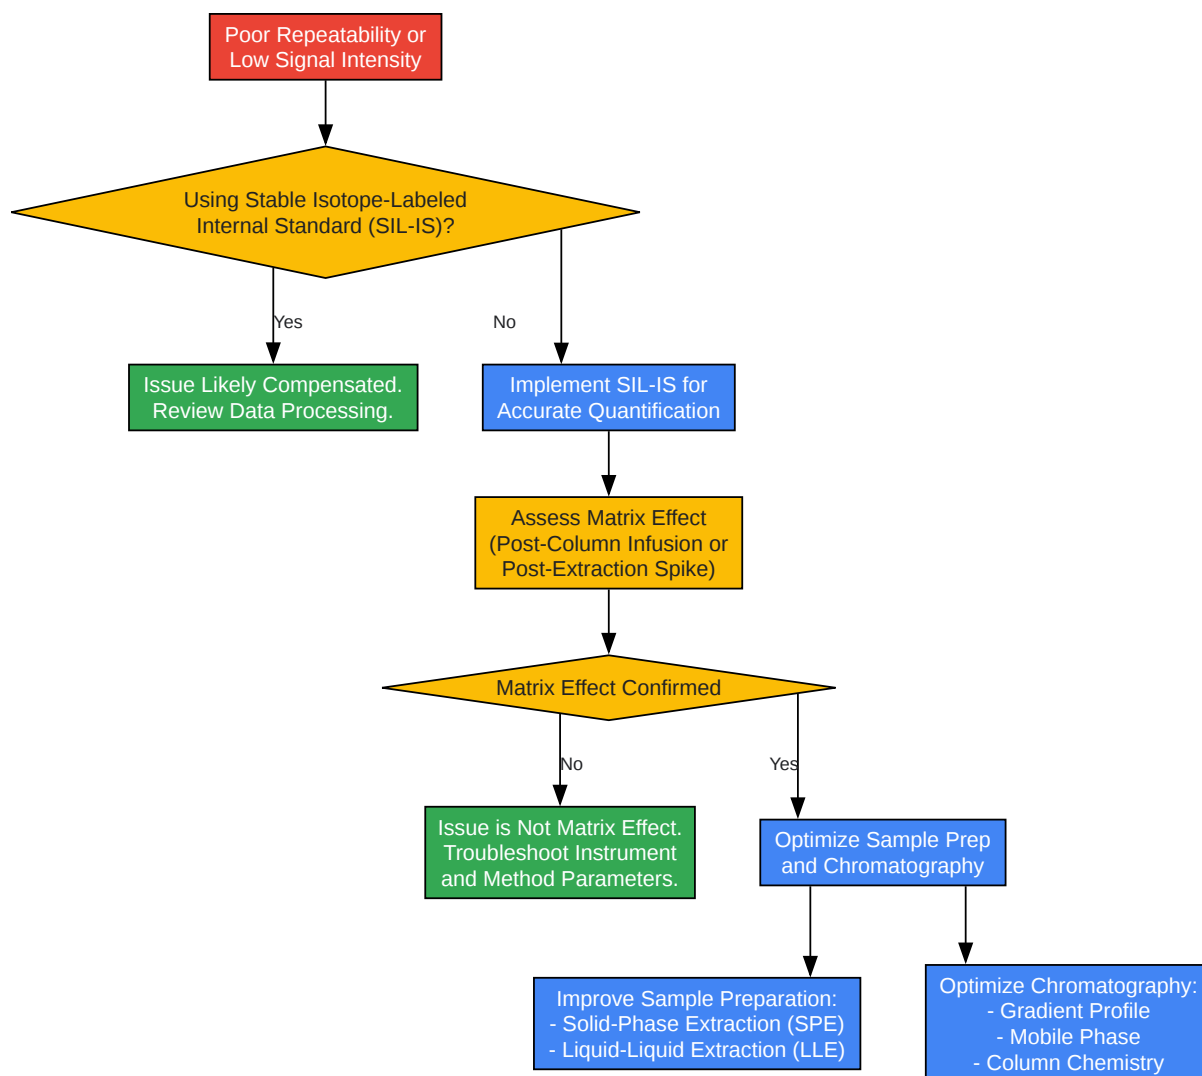 Poor Repeatability or
Low Signal Intensity
Using Stable Isotope-Labeled
Internal Standard (SIL-IS)?
Yes
No
Issue Likely Compensated.
Review Data Processing.
Implement SIL-IS for
Accurate Quantification
Assess Matrix Effect
(Post-Column Infusion or
Post-Extraction Spike)
Matrix Effect Confirmed
No
Yes
Issue is Not Matrix Effect.
Troubleshoot Instrument
and Method Parameters.
Optimize Sample Prep
and Chromatography
Improve Sample Preparation:
- Solid-Phase Extraction (SPE)
- Liquid-Liquid Extraction (LLE)
Optimize Chromatography:
- Gradient Profile
- Mobile Phase
- Column Chemistry